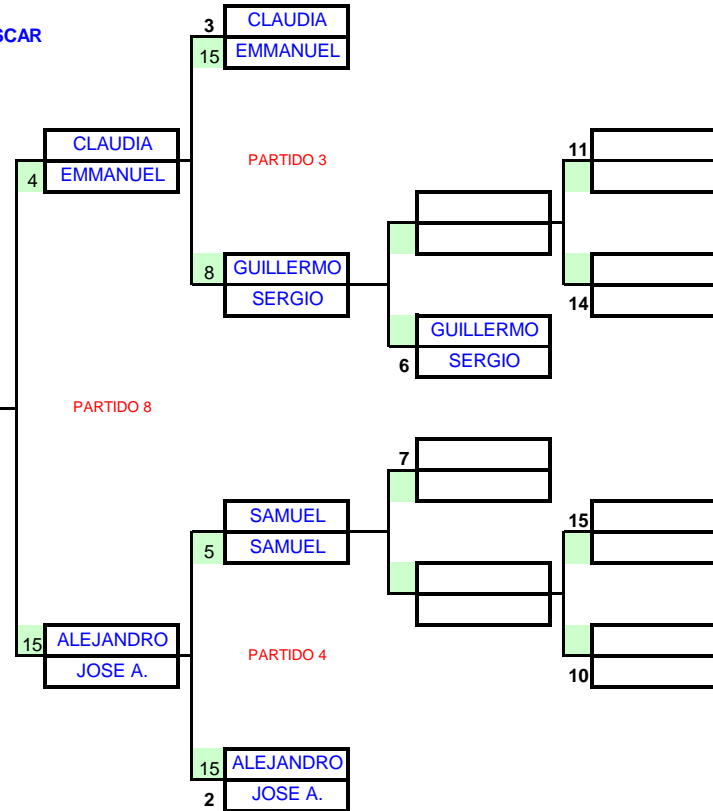 3 CLAUDIA
SCAR
15 EMMANUEL
CLAUDIA
PARTIDO 3
11
4 EMMANUEL
8 GUILLERMO
SERGIO
14
GUILLERMO
6 SERGIO
PARTIDO 8
7
SAMUEL
15
5 SAMUEL
15 ALEJANDRO
PARTIDO 4
JOSE A.
10
15 ALEJANDRO
2 JOSE A.